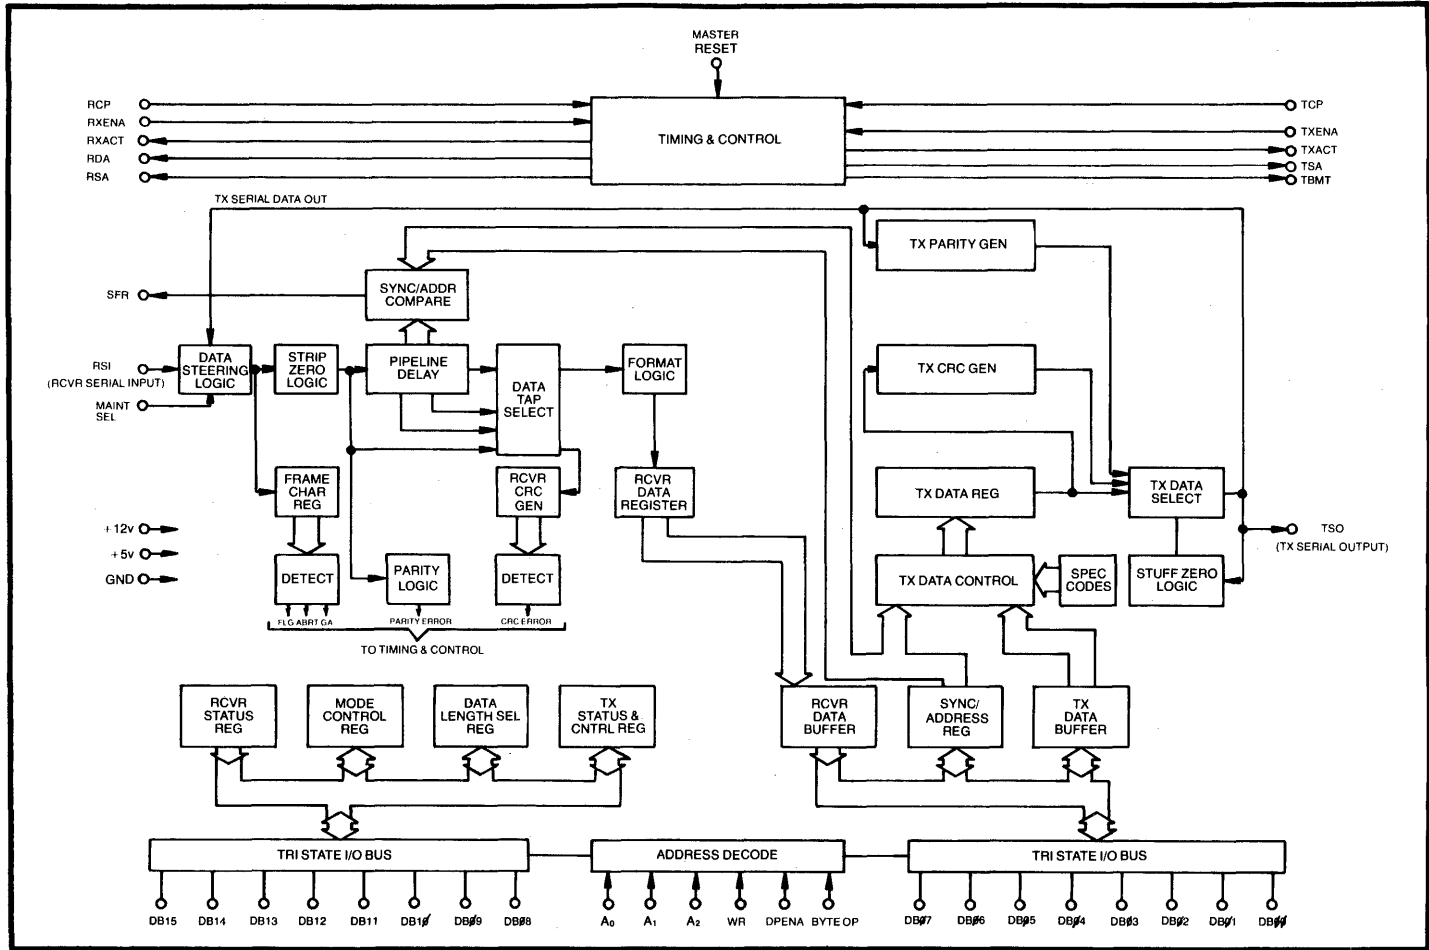 MASTER
RESET
RCP
RXENA
RXACT
RDA
RSA
TIMING & CONTROL
TCP
TXENA
TXACT
TSA
TBMT
TX SERIAL DATA OUT
TX PARITY GEN
SFR
SYNC/ADDR
COMPARE
RSI
(RCVR SERIAL INPUT)
MAINT
SEL
DATA
STEERING
LOGIC
STRIP
ZERO
LOGIC
PIPELINE
DELAY
DATA
TAP
SELECT
FORMAT
LOGIC
TX CRC GEN
FRAME
CHAR
REG
RCVR
CRC
GEN
RCVR
DATA
REGISTER
TX DATA REG
TX DATA
SELECT
+12v
+5v
GND
TSO
(TX SERIAL OUTPUT)
DETECT
PARITY
LOGIC
DETECT
TX DATA CONTROL
SPEC
CODES
STUFF ZERO
LOGIC
FLG ABRT GA
PARITY ERROR
CRC ERROR
TO TIMING & CONTROL
RCVR
STATUS
REG
MODE
CONTROL
REG
DATA
LENGTH SEL
REG
TX
STATUS &
CNTRL REG
RCVR
DATA
BUFFER
SYNC/
ADDRESS
REG
TX
DATA
BUFFER
TRI STATE I/O BUS
ADDRESS DECODE
TRI STATE I/O BUS
DB15 DB14 DB13 DB12 DB11 DB1Ø DBØ9 DBØ8
A₀ A₁ A₂ WR DPENA BYTE OP
DBØ7 DBØ6 DBØ5 DBØ4 DBØ3 DBØ2 DBØ1 DBØØ